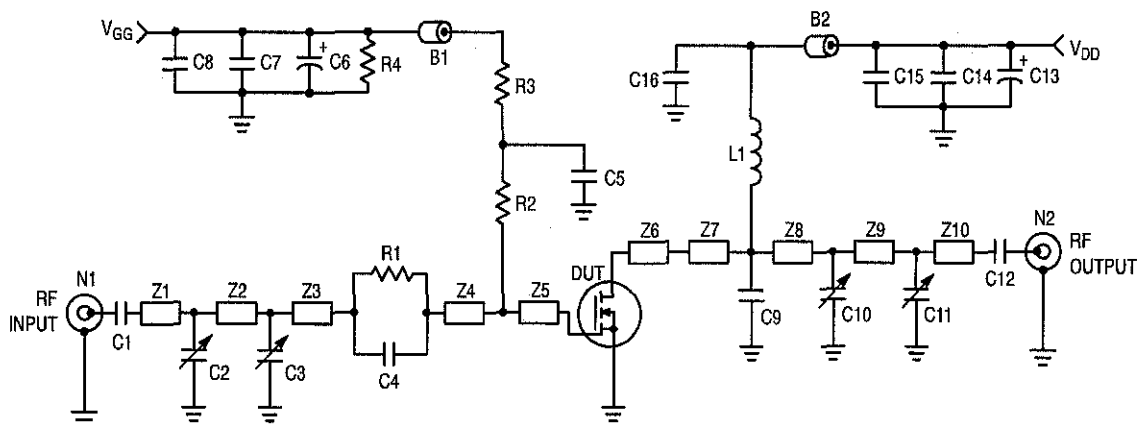 VGG
C8
C7
+
C6
R4
B1
R3
C5
R2
B2
C16
C15
C14
+
C13
VDD
L1
N1
RF
INPUT
C1
Z1
C2
Z2
C3
Z3
R1
C4
Z4
Z5
DUT
Z6
Z7
C9
Z8
C10
Z9
C11
Z10
C12
N2
RF
OUTPUT